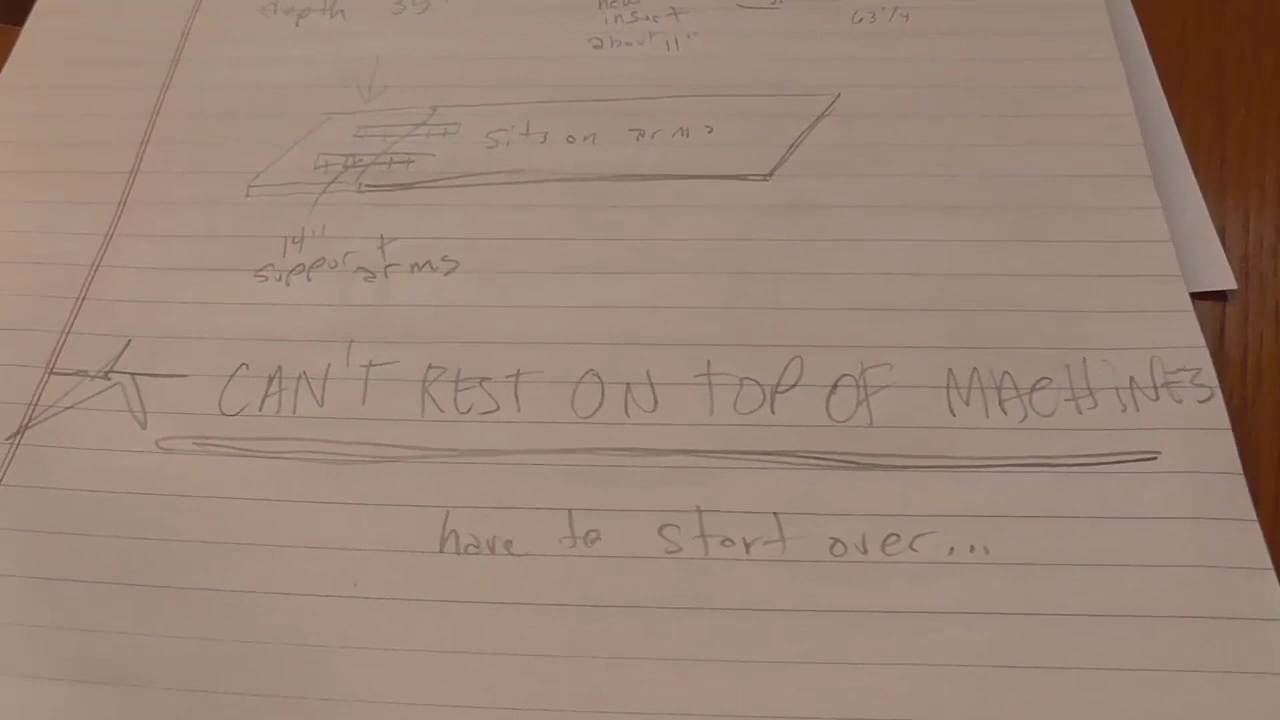 depth 35"
new
insert
about 11"
63 1/4
sits on arms
14"
support arms
CAN'T REST ON TOP OF MACHINES
have to start over...